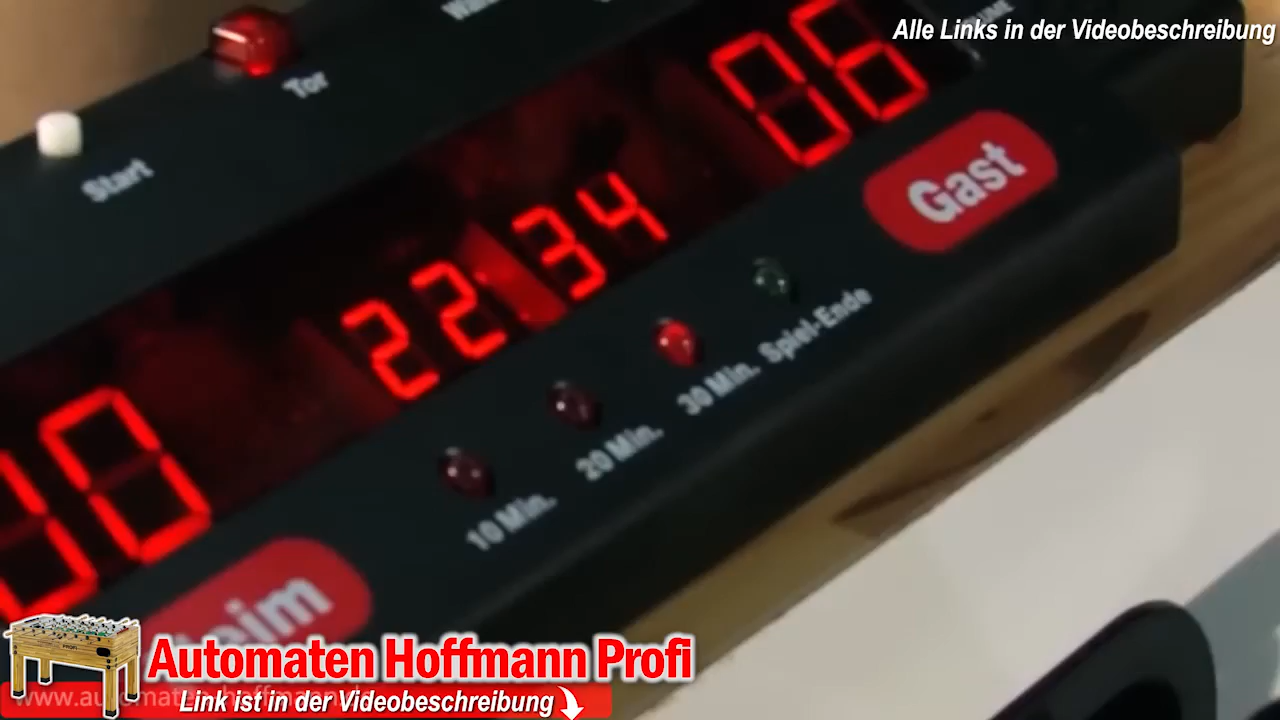 Alle Links in der Videobeschreibung
Tor
Start
06
Gast
22 34
Spiel-Ende
30 Min.
20 Min.
10 Min.
Automaten Hoffmann Profi
Link ist in der Videobeschreibung